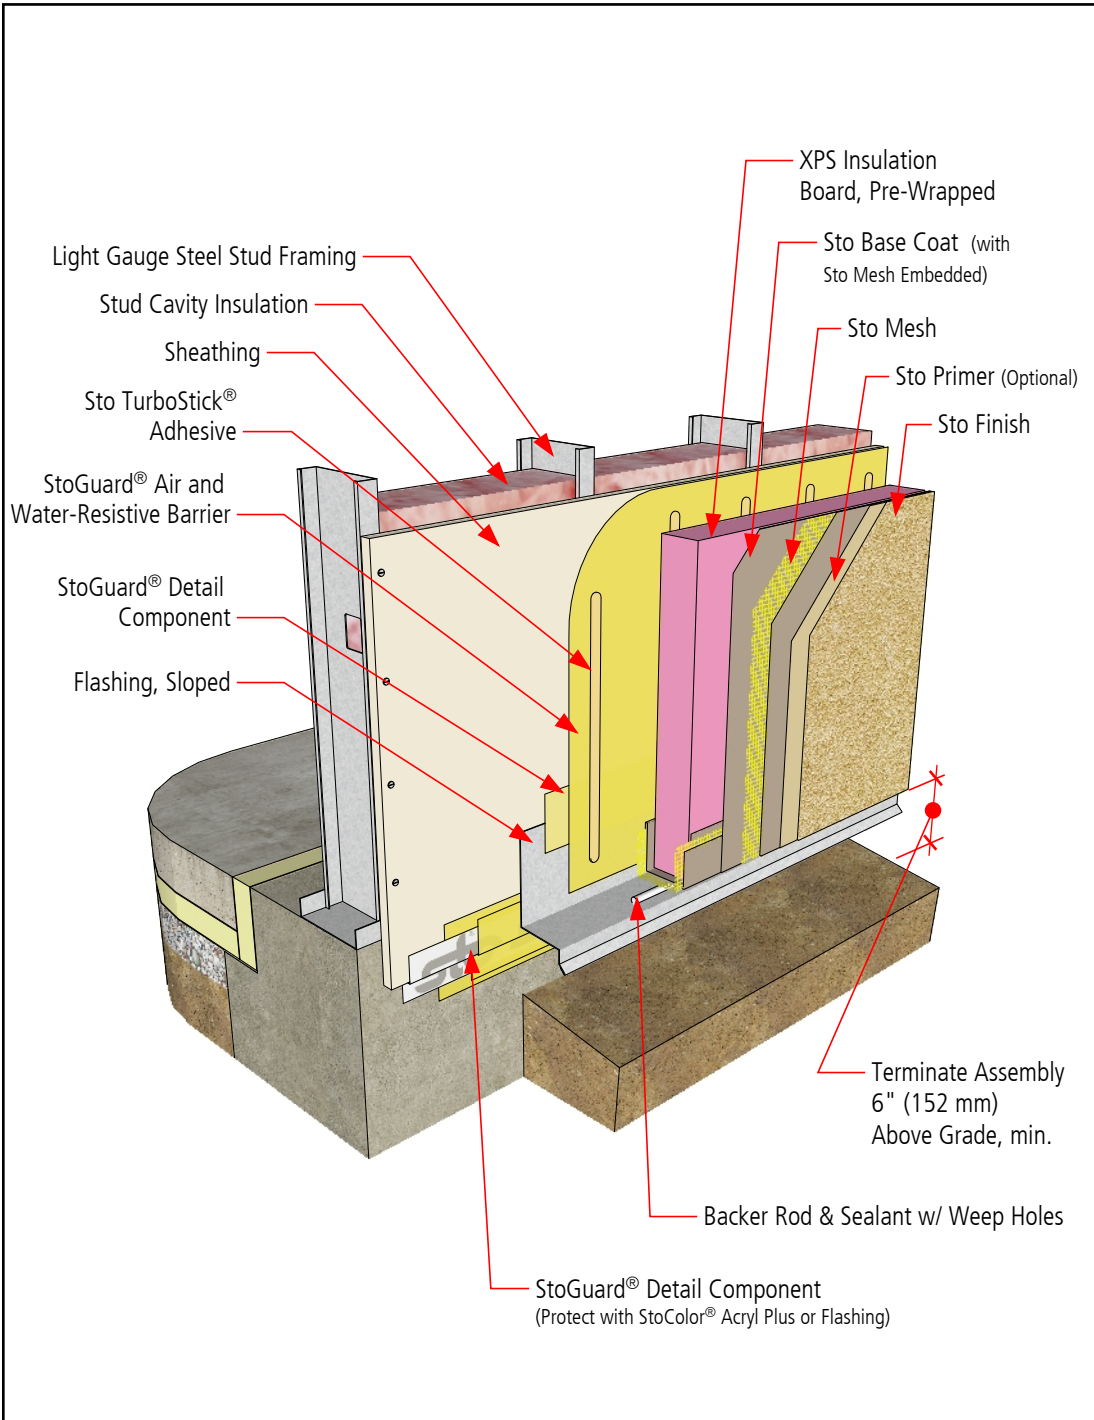 XPS Insulation
Board, Pre-Wrapped
Sto Base Coat (with
Sto Mesh Embedded)
Sto Mesh
Sto Primer (Optional)
Sto Finish
Light Gauge Steel Stud Framing
Stud Cavity Insulation
Sheathing
Sto TurboStick®
Adhesive
StoGuard® Air and
Water-Resistive Barrier
StoGuard® Detail
Component
Flashing, Sloped
Terminate Assembly
6" (152 mm)
Above Grade, min.
Backer Rod & Sealant w/ Weep Holes
StoGuard® Detail Component
(Protect with StoColor® Acryl Plus or Flashing)